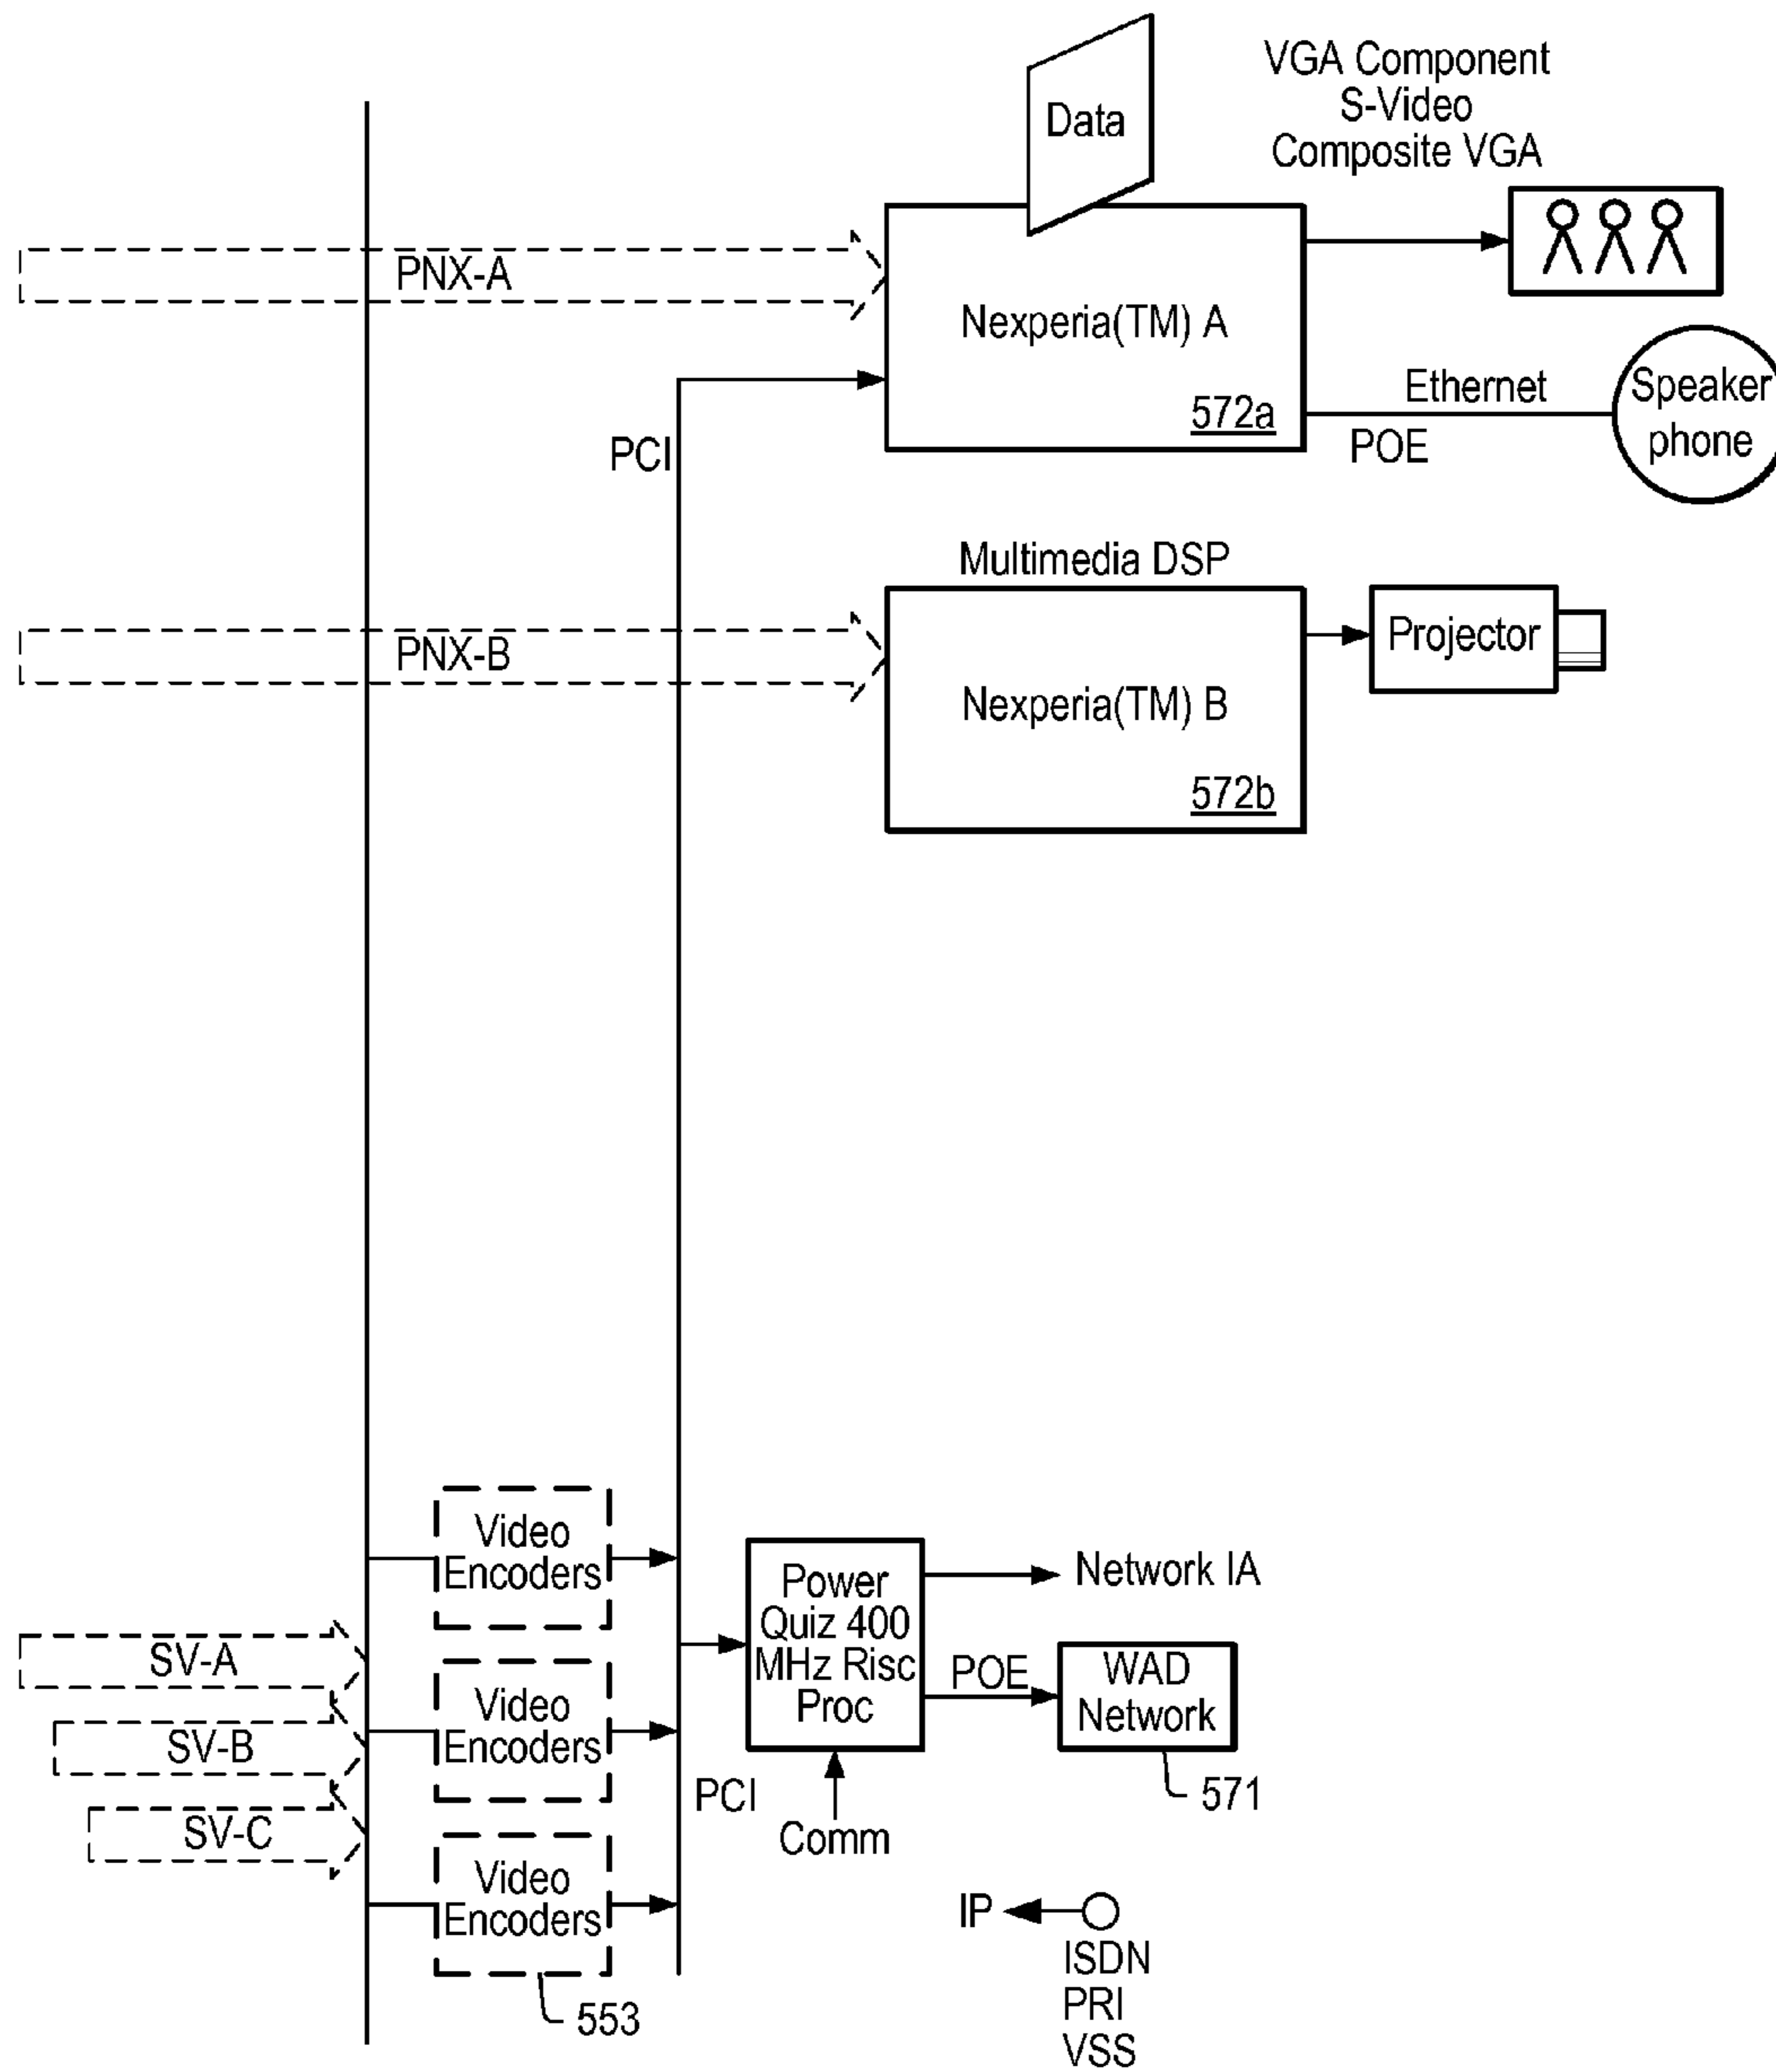 VGA Component
S-Video
Composite VGA
Data
PNX-A
Nexperia(TM) A
572a
Ethernet
POE
Speaker
phone
PCI
Multimedia DSP
PNX-B
Nexperia(TM) B
572b
Projector
Video
Encoders
SV-A
Video
Encoders
SV-B
SV-C
Video
Encoders
553
PCI
Power
Quiz 400
MHz Risc
Proc
Network IA
POE
WAD
Network
571
Comm
IP
ISDN
PRI
VSS